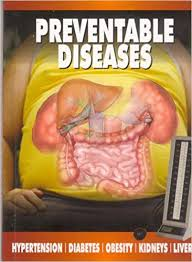 PREVENTABLE
DISEASES
HYPERTENSION | DIABETES | OBESITY | KIDNEYS | LIVER